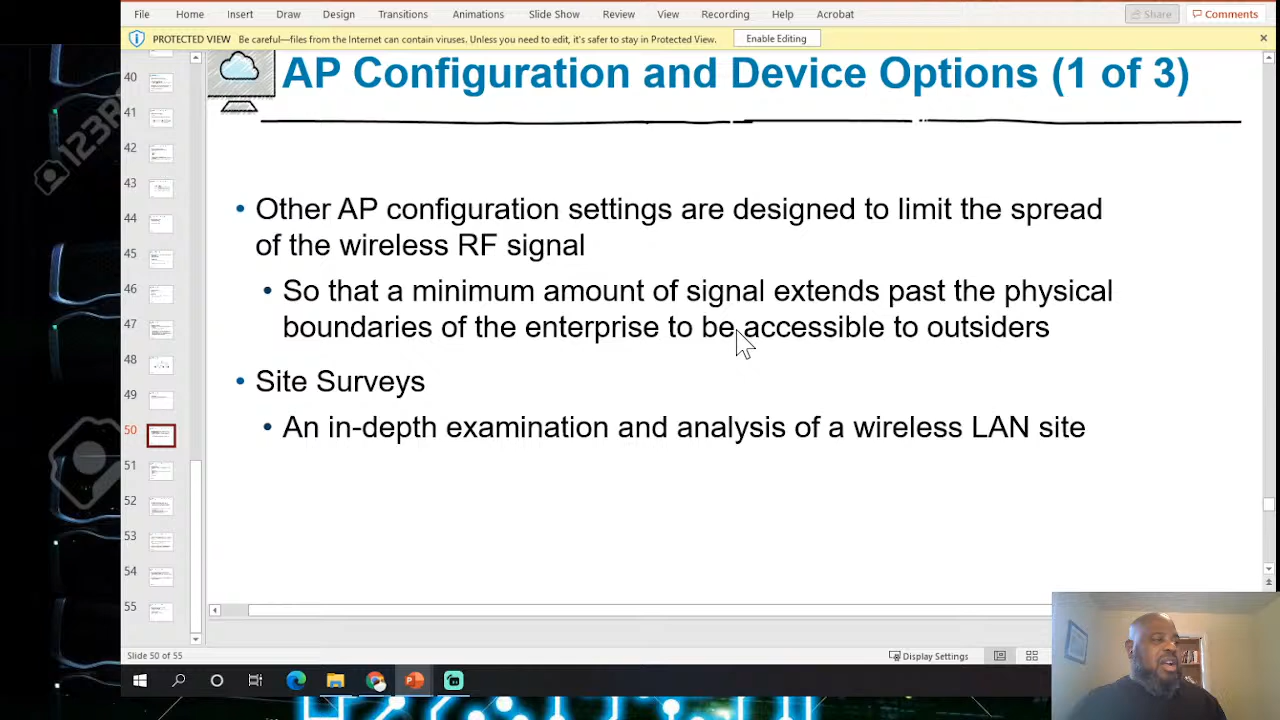 File Home Insert Draw Design Transitions Animations Slide Show Review View Recording Help Acrobat Share Comments
PROTECTED VIEW Be careful—files from the Internet can contain viruses. Unless you need to edit, it's safer to stay in Protected View. Enable Editing
40
41
42
43
44
45
46
47
48
49
50
51
52
53
54
55
AP Configuration and Device Options (1 of 3)
• Other AP configuration settings are designed to limit the spread
of the wireless RF signal
• So that a minimum amount of signal extends past the physical
boundaries of the enterprise to be accessible to outsiders
• Site Surveys
• An in-depth examination and analysis of a wireless LAN site
Slide 50 of 55
Display Settings